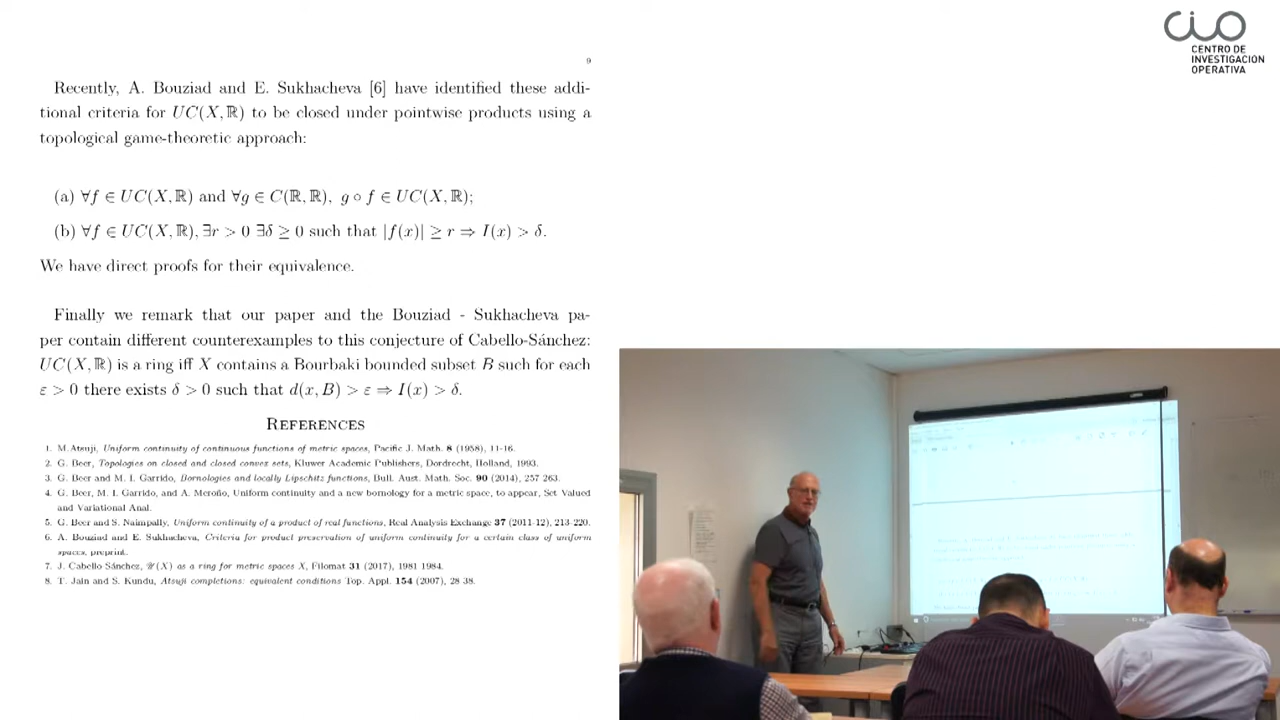 CENTRO DE
INVESTIGACION
OPERATIVA
9
Recently, A. Bouziad and E. Sukhacheva [6] have identified these addi-
tional criteria for UC(X,ℝ) to be closed under pointwise products using a
topological game-theoretic approach:
(a) ∀f ∈ UC(X,ℝ) and ∀g ∈ C(ℝ,ℝ), g ∘ f ∈ UC(X,ℝ);
(b) ∀f ∈ UC(X,ℝ), ∃r > 0 ∃δ ≥ 0 such that |f(x)| ≥ r ⇒ I(x) > δ.
We have direct proofs for their equivalence.
Finally we remark that our paper and the Bouziad - Sukhacheva pa-
per contain different counterexamples to this conjecture of Cabello-Sánchez:
UC(X,ℝ) is a ring iff X contains a Bourbaki bounded subset B such for each
ε > 0 there exists δ > 0 such that d(x, B) > ε ⇒ I(x) > δ.
REFERENCES
1. M. Atsuji, Uniform continuity of continuous functions of metric spaces, Pacific J. Math. 8 (1958), 11-16.
2. G. Beer, Topologies on closed and closed convex sets, Kluwer Academic Publishers, Dordrecht, Holland, 1993.
3. G. Beer and M. I. Garrido, Bornologies and locally Lipschitz functions, Bull. Aust. Math. Soc. 90 (2014), 257-263.
4. G. Beer, M. I. Garrido, and A. Meroño, Uniform continuity and a new bornology for a metric space, to appear, Set Valued
and Variational Anal.
5. G. Beer and S. Naimpally, Uniform continuity of a product of real functions, Real Analysis Exchange 37 (2011-12), 213-220.
6. A. Bouziad and E. Sukhacheva, Criteria for product preservation of uniform continuity for a certain class of uniform
spaces, preprint.
7. J. Cabello Sánchez, 𝒰(X) as a ring for metric spaces X, Filomat 31 (2017), 1981-1984.
8. T. Jain and S. Kundu, Atsuji completions: equivalent conditions Top. Appl. 154 (2007), 28-38.